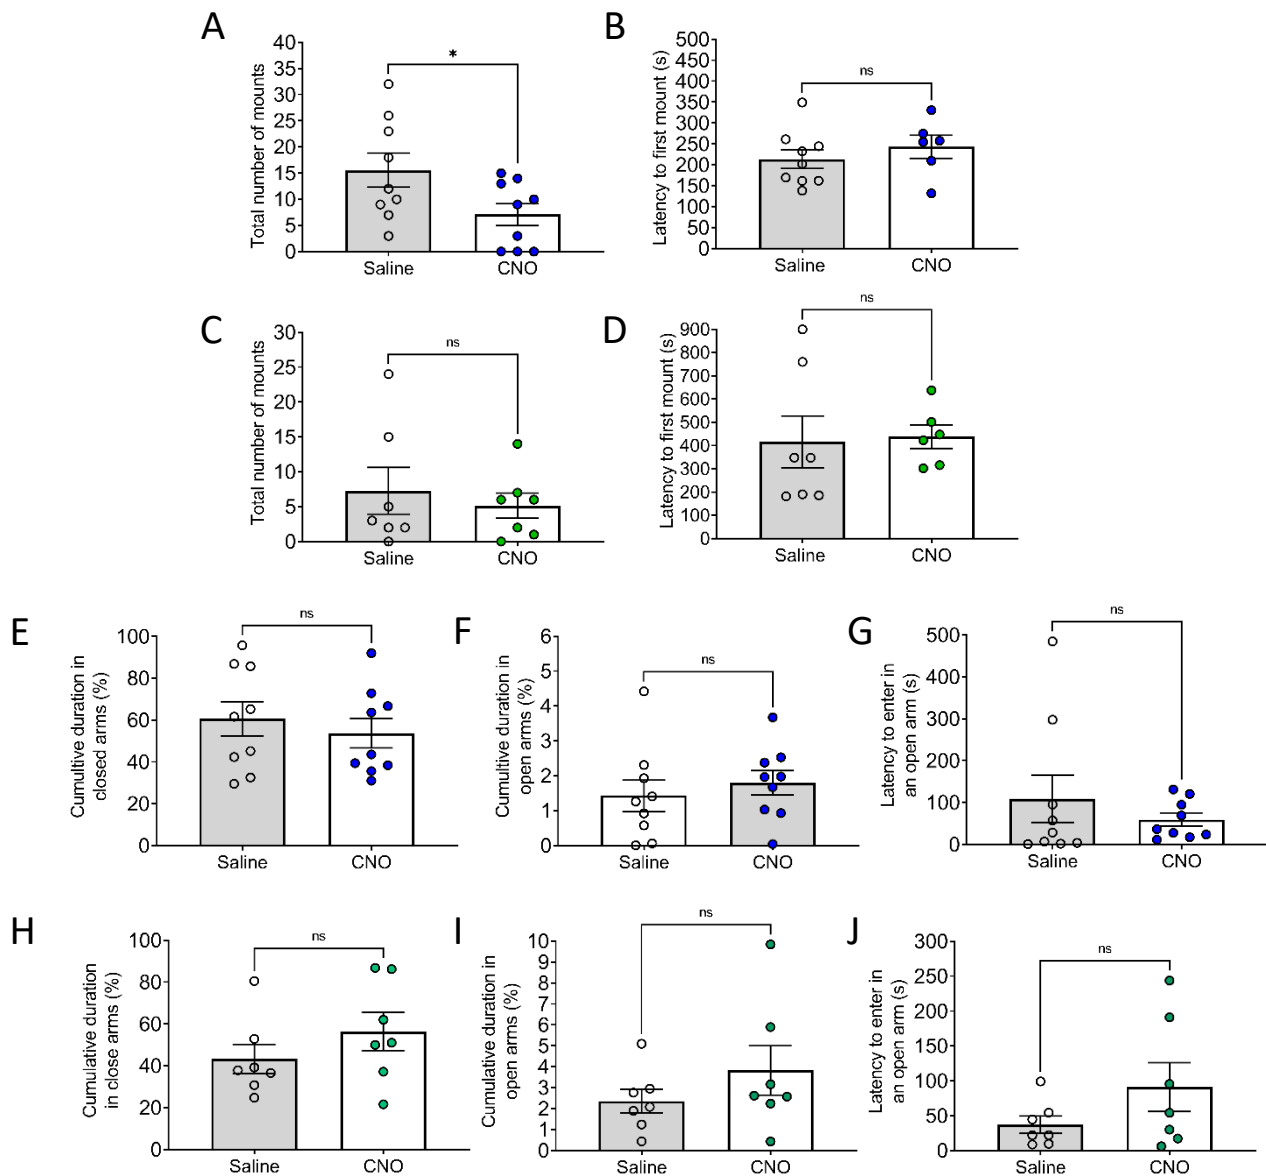 A
Total number of mounts
40
35
30
25
20
15
10
5
0
*
Saline
CNO
B
Latency to first mount (s)
500
450
400
350
300
250
200
150
100
50
0
ns
Saline
CNO
C
Total number of mounts
30
25
20
15
10
5
0
ns
Saline
CNO
D
Latency to first mount (s)
900
800
700
600
500
400
300
200
100
0
ns
Saline
CNO
E
Cumultive duration in
closed arms (%)
100
80
60
40
20
0
ns
Saline
CNO
F
Cumultive duration in
open arms (%)
6
5
4
3
2
1
0
ns
Saline
CNO
G
Latency to enter in
an open arm (s)
500
400
300
200
100
0
ns
Saline
CNO
H
Cumulative duration
in close arms (%)
100
80
60
40
20
0
ns
Saline
CNO
I
Cumulative duration in
open arms (%)
10
9
8
7
6
5
4
3
2
1
0
ns
Saline
CNO
J
Latency to enter in
an open arm (s)
300
250
200
150
100
50
0
ns
Saline
CNO